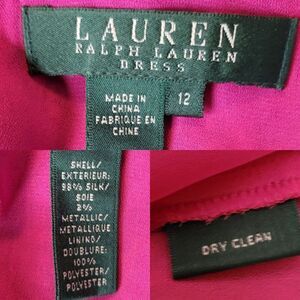 LAUREN
RALPH LAUREN
DRESS
MADE IN
CHINA
FABRIQUE EN
CHINE
12
SHELL/
EXTERIEUR:
98% SILK/
SOIE
2%
METALLIC/
METALLIQUE
LINING/
DOUBLURE:
100%
POLYESTER/
POLYESTER
DRY CLEAN